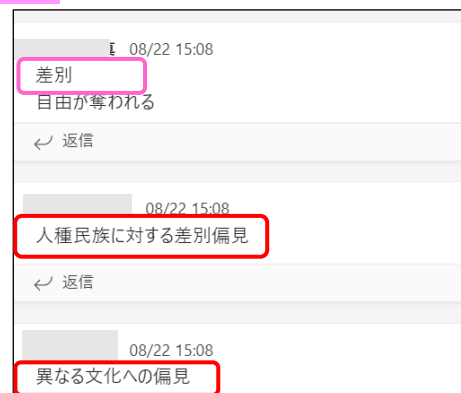 08/22 15:08
差別
目由が奪われる
返信
08/22 15:08
人種民族に対する差別偏見
返信
08/22 15:08
異なる文化への偏見